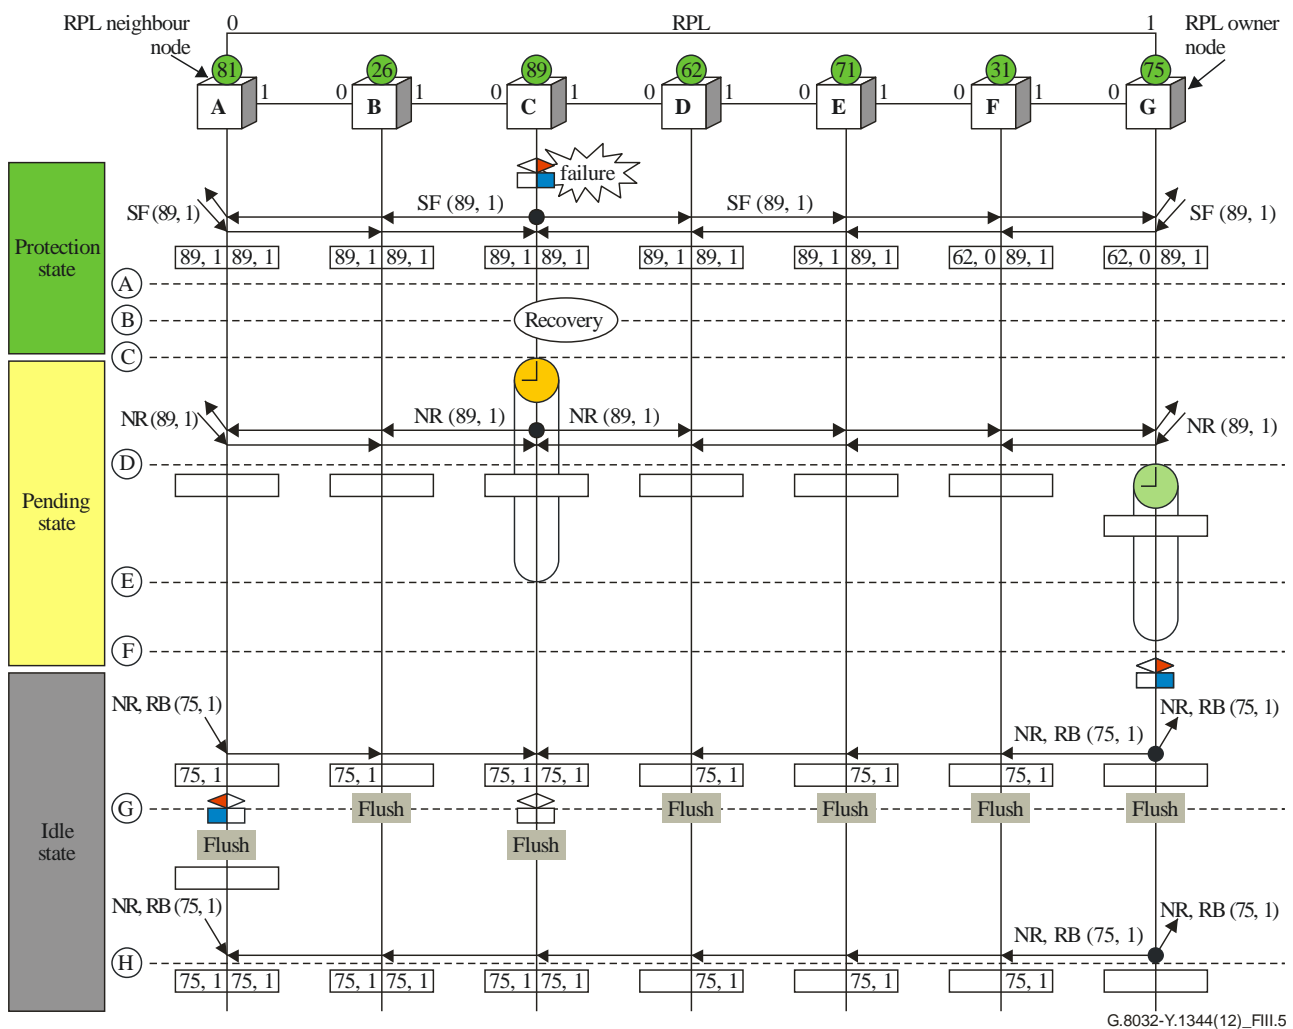 RPL neighbour
node
0
RPL
1
RPL owner
node
81
26
89
62
71
31
75
A 1 0 B 1 0 C 1 0 D 1 0 E 1 0 F 1 0 G
failure
SF (89, 1)
SF (89, 1)
SF (89, 1)
SF (89, 1)
Protection
state
89, 1 89, 1
89, 1 89, 1
89, 1 89, 1
89, 1 89, 1
89, 1 89, 1
62, 0 89, 1
62, 0 89, 1
A
B
Recovery
C
NR (89, 1)
NR (89, 1)
NR (89, 1)
NR (89, 1)
D
Pending
state
E
F
NR, RB (75, 1)
NR, RB (75, 1)
NR, RB (75, 1)
75, 1
75, 1
75, 1 75, 1
75, 1
75, 1
75, 1
G
Flush
Flush
Flush
Flush
Flush
Idle
state
Flush
Flush
NR, RB (75, 1)
NR, RB (75, 1)
NR, RB (75, 1)
H
75, 1 75, 1
75, 1 75, 1
75, 1 75, 1
75, 1
75, 1
75, 1
G.8032-Y.1344(12)_FIII.5